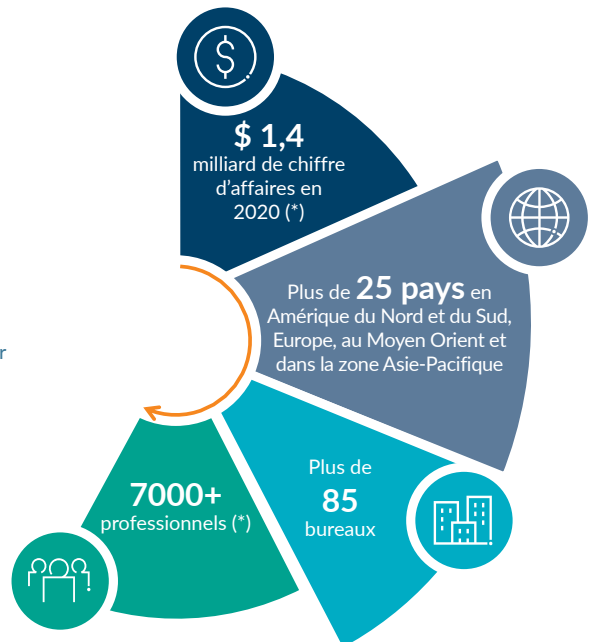 $ 1,4
milliard de chiffre
d'affaires en
2020 (*)
Plus de 25 pays en
Amérique du Nord et du Sud,
Europe, au Moyen Orient et
dans la zone Asie-Pacifique
r
Plus de
85
bureaux
7000+
professionnels (*)